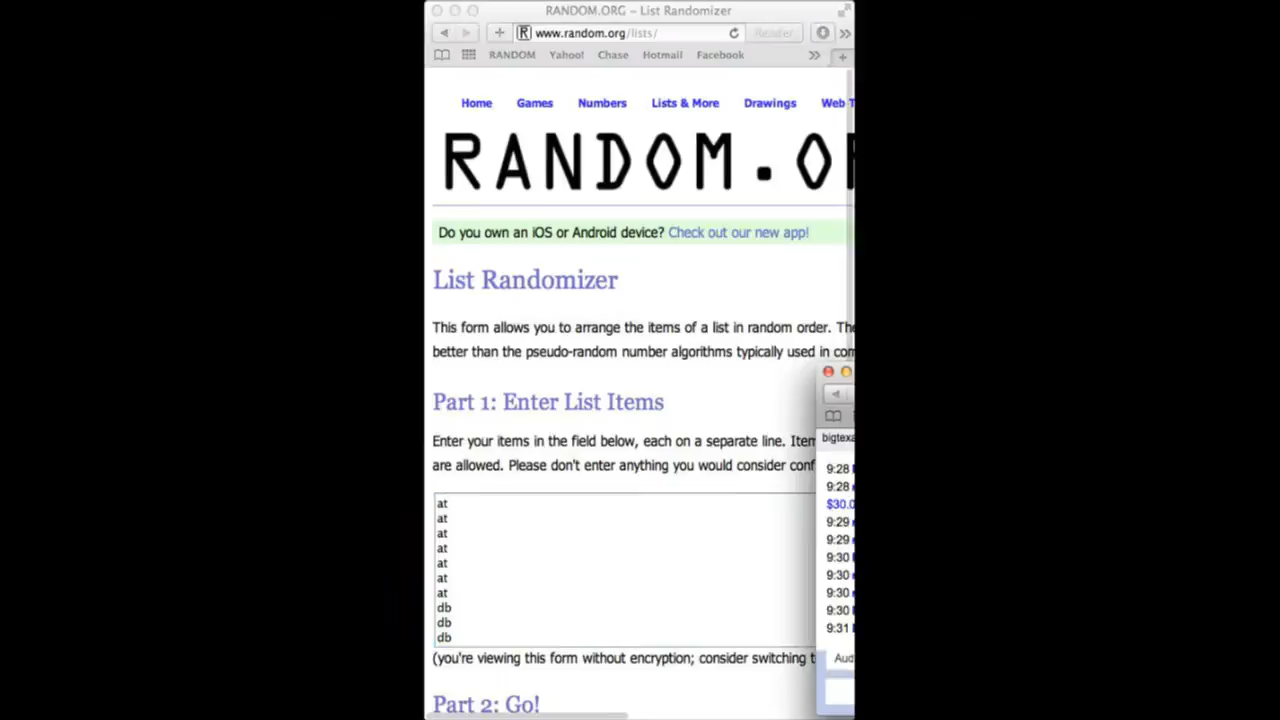 RANDOM.ORG – List Randomizer
www.random.org/lists/
Reader
RANDOM Yahoo! Chase Hotmail Facebook
Home Games Numbers Lists & More Drawings Web T
RANDOM.O
Do you own an iOS or Android device? Check out our new app!
List Randomizer
This form allows you to arrange the items of a list in random order. The
better than the pseudo-random number algorithms typically used in com
Part 1: Enter List Items
Enter your items in the field below, each on a separate line. Item
are allowed. Please don't enter anything you would consider conf
at
at
at
at
at
at
at
db
db
db
(you're viewing this form without encryption; consider switching t
Part 2: Go!
bigtexa
9:28
9:28
$30.0
9:29
9:29
9:30
9:30
9:30
9:30
9:31
Aud